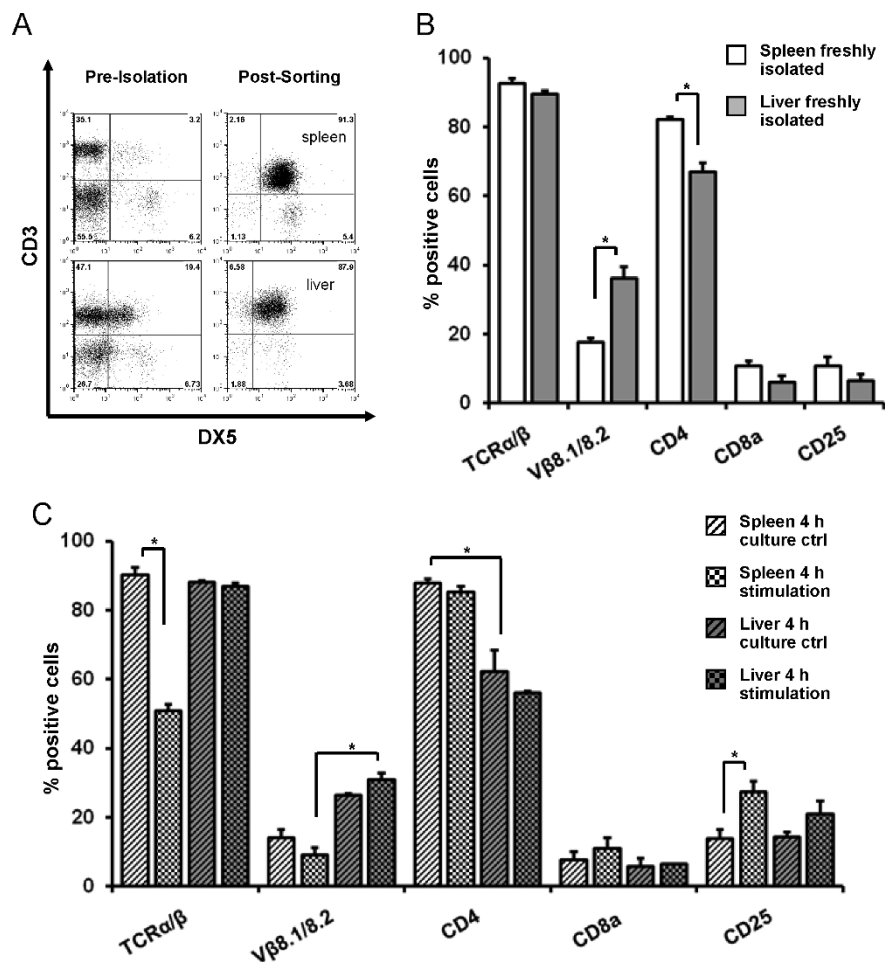 A
Pre-Isolation
Post-Sorting
35.1
3.2
55.5
6.2
2.16
91.3
spleen
1.13
5.4
47.1
19.4
26.7
6.73
6.58
87.9
liver
1.88
3.68
CD3
DX5
B
Spleen freshly
isolated
Liver freshly
isolated
% positive cells
100
80
60
40
20
0
*
*
TCRα/β
Vβ8.1/8.2
CD4
CD8a
CD25
C
Spleen 4 h
culture ctrl
Spleen 4 h
stimulation
Liver 4 h
culture ctrl
Liver 4 h
stimulation
% positive cells
100
80
60
40
20
0
*
*
*
*
TCRα/β
Vβ8.1/8.2
CD4
CD8a
CD25